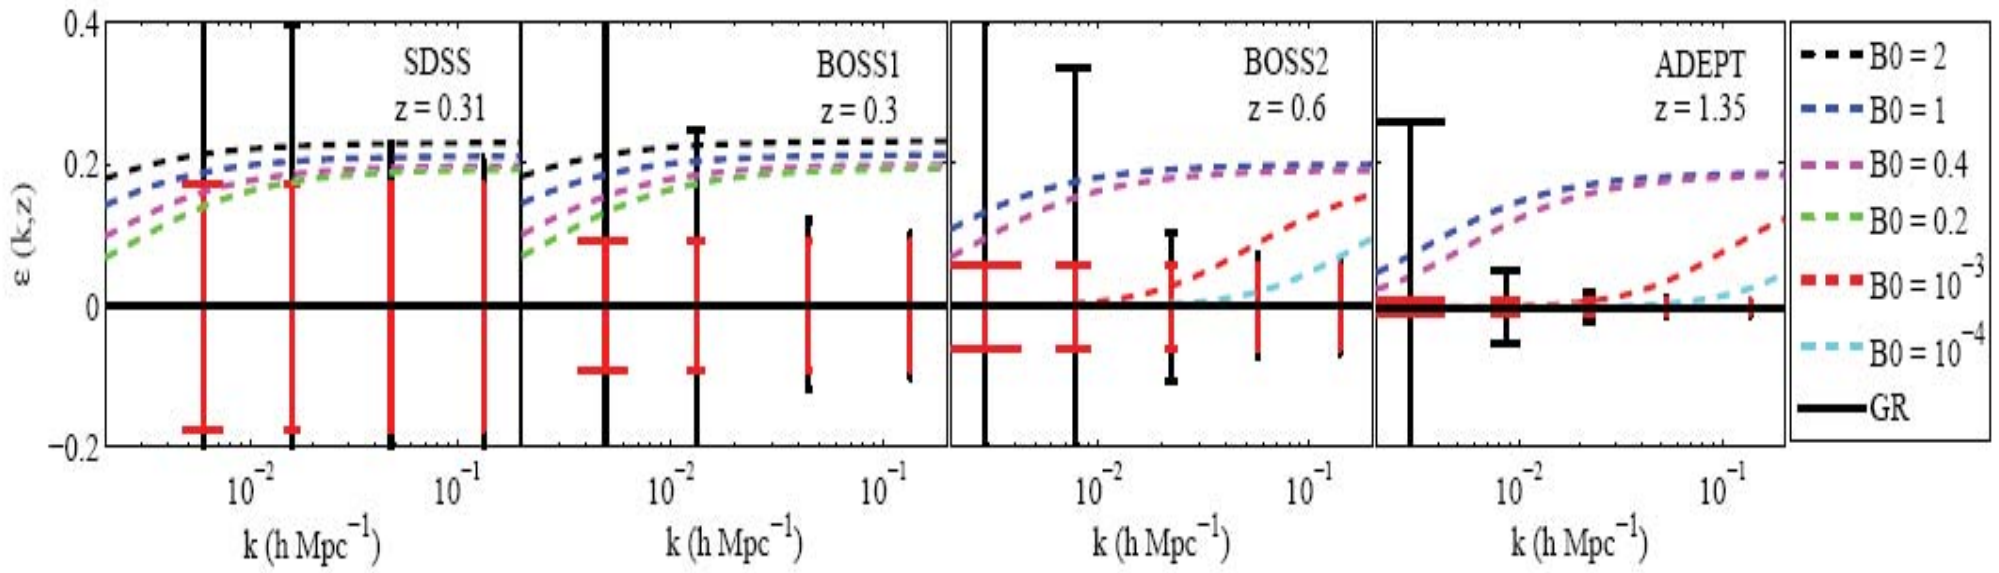 ε (k,z)
0.4
0.2
0
−0.2
SDSS
z = 0.31
10⁻² 10⁻¹
k (h Mpc⁻¹)
BOSS1
z = 0.3
10⁻² 10⁻¹
k (h Mpc⁻¹)
BOSS2
z = 0.6
10⁻² 10⁻¹
k (h Mpc⁻¹)
ADEPT
z = 1.35
10⁻² 10⁻¹
k (h Mpc⁻¹)
B0 = 2
B0 = 1
B0 = 0.4
B0 = 0.2
B0 = 10⁻³
B0 = 10⁻⁴
GR